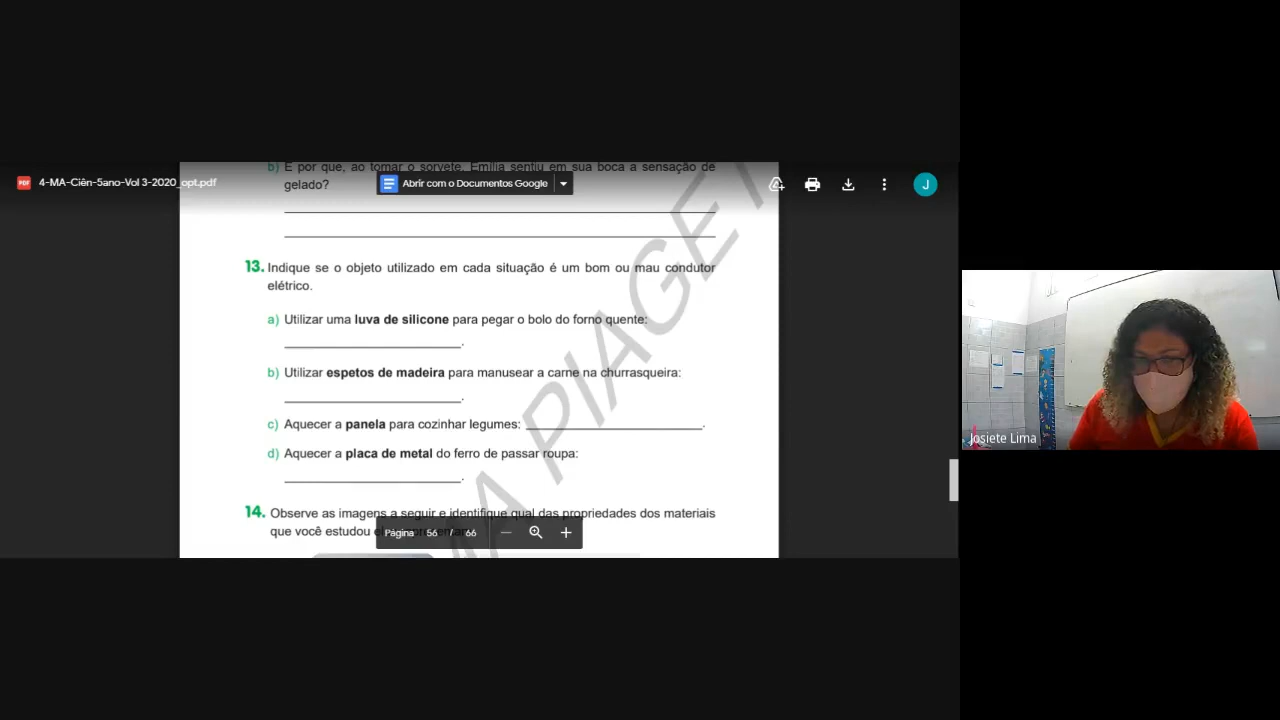 b) E por que, ao tomar o sorvete, Emília sentiu em sua boca a sensação de
4-MA-Ciên-5ano-Vol 3-2020_opt.pdf
gelado?
Abrir com o Documentos Google
J
13. Indique se o objeto utilizado em cada situação é um bom ou mau condutor
elétrico.
a) Utilizar uma luva de silicone para pegar o bolo do forno quente:
b) Utilizar espetos de madeira para manusear a carne na churrasqueira:
c) Aquecer a panela para cozinhar legumes:
d) Aquecer a placa de metal do ferro de passar roupa:
14. Observe as imagens a seguir e identifique qual das propriedades dos materiais
que você estudou
Página 56 / 66
PIAGET
Josiete Lima